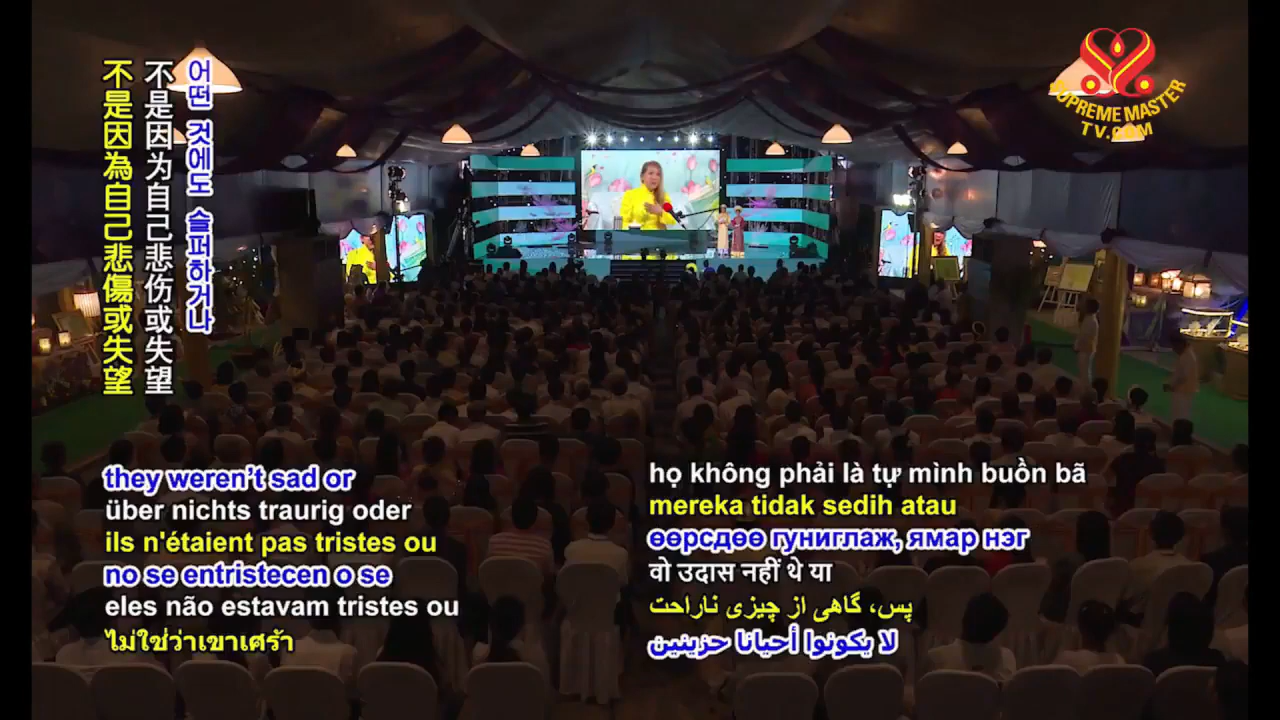 어떤 것에도 슬퍼하거나
不是因为自己悲伤或失望
不是因為自己悲傷或失望
SUPREME MASTER
TV.COM
they weren't sad or
über nichts traurig oder
ils n'étaient pas tristes ou
no se entristecen o se
eles não estavam tristes ou
ไม่ใช่ว่าเขาเศร้า
họ không phải là tự mình buồn bã
mereka tidak sedih atau
өөрсдөө гуниглаж, ямар нэг
वो उदास नहीं थे या
پس، گاهی از چیزی ناراحت
لا يكونوا أحيانا حزينين